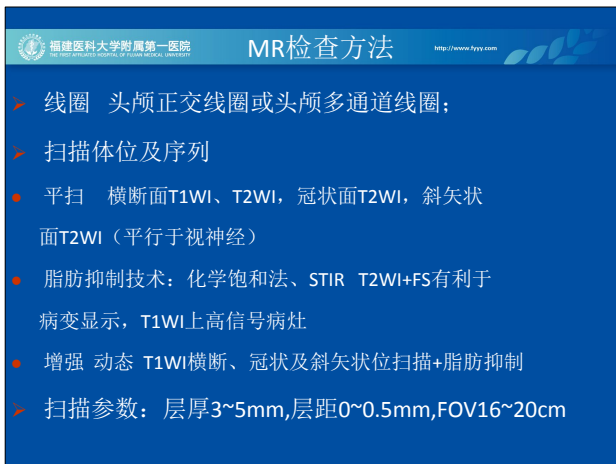 福建医科大学附属第一医院
THE FIRST AFFILIATED HOSPITAL OF FUJIAN MEDICAL UNIVERSITY
MR检查方法
http://www.fyyy.com
线圈 头颅正交线圈或头颅多通道线圈；
扫描体位及序列
平扫 横断面T1WI、T2WI，冠状面T2WI，斜矢状
面T2WI（平行于视神经）
脂肪抑制技术：化学饱和法、STIR T2WI+FS有利于
病变显示，T1WI上高信号病灶
增强 动态 T1WI横断、冠状及斜矢状位扫描+脂肪抑制
扫描参数：层厚3~5mm,层距0~0.5mm,FOV16~20cm